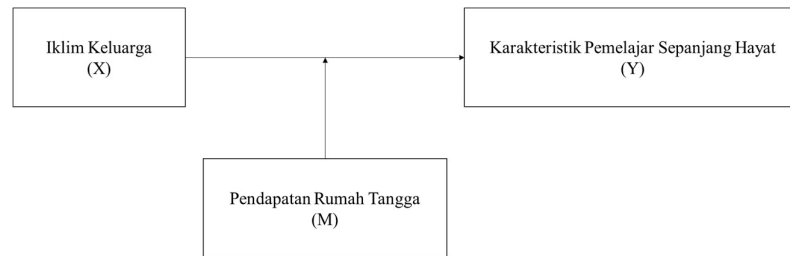 Iklim Keluarga
(X)
Karakteristik Pemelajar Sepanjang Hayat
(Y)
Pendapatan Rumah Tangga
(M)